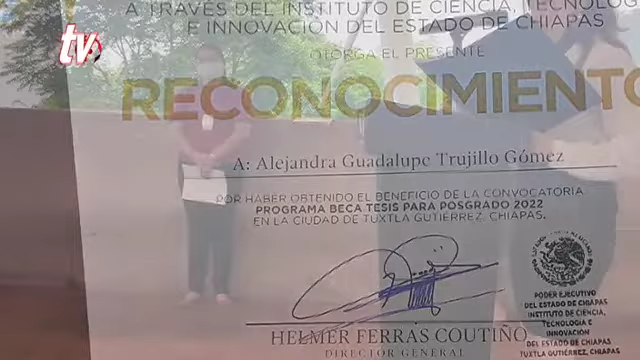 tv
A TRAVÉS DEL INSTITUTO DE CIENCIA, TECNOLOG
E INNOVACIÓN DEL ESTADO DE CHIAPAS
OTORGA EL PRESENTE
RECONOCIMIENTO
A: Alejandra Guadalupe Trujillo Gómez
POR HABER OBTENIDO EL BENEFICIO DE LA CONVOCATORIA
PROGRAMA BECA TESIS PARA POSGRADO 2022
EN LA CIUDAD DE TUXTLA GUTIÉRREZ, CHIAPAS.
HELMER FERRAS COUTIÑO
DIRECTOR GENERAL
PODER EJECUTIVO
DEL ESTADO DE CHIAPAS
INSTITUTO DE CIENCIA,
TECNOLOGIA E
INNOVACIÓN
DEL ESTADO DE CHIAPAS
TUXTLA GUTIÉRREZ, CHIAPAS